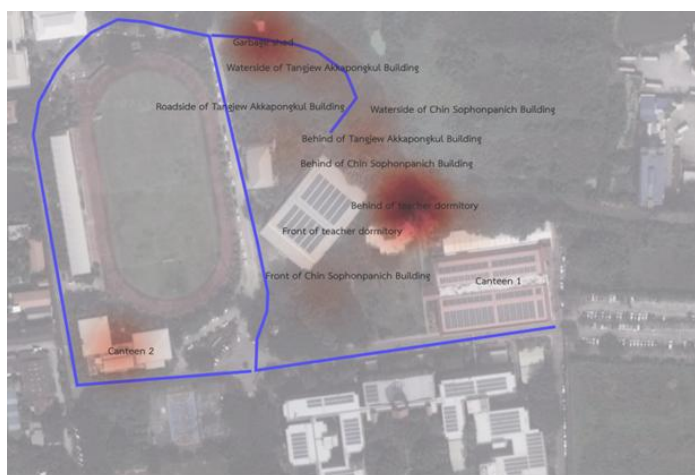 Garbage shed
Waterside of Tangjew Akkapongkul Building
Roadside of Tangjew Akkapongkul Building
Waterside of Chin Sophonpanich Building
Behind of Tangjew Akkapongkul Building
Behind of Chin Sophonpanich Building
Behind of teacher dormitory
Front of teacher dormitory
Front of Chin Sophonpanich Building
Canteen 1
Canteen 2